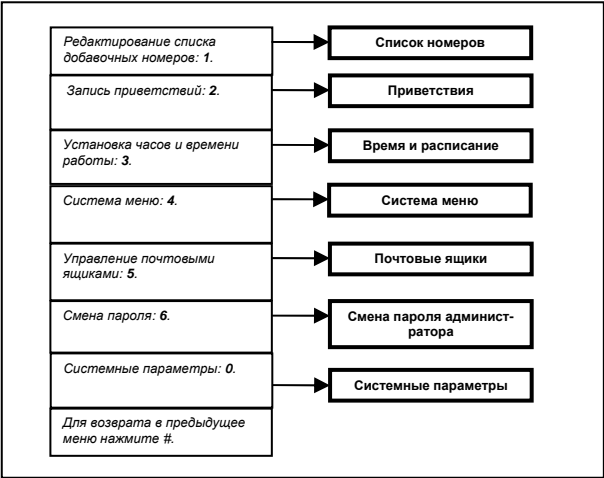 Редактирование списка
добавочных номеров: 1.
Список номеров
Запись приветствий: 2.
Приветствия
Установка часов и времени
работы: 3.
Время и расписание
Система меню: 4.
Система меню
Управление почтовыми
ящиками: 5.
Почтовые ящики
Смена пароля: 6.
Смена пароля админист-
ратора
Системные параметры: 0.
Системные параметры
Для возврата в предыдущее
меню нажмите #.